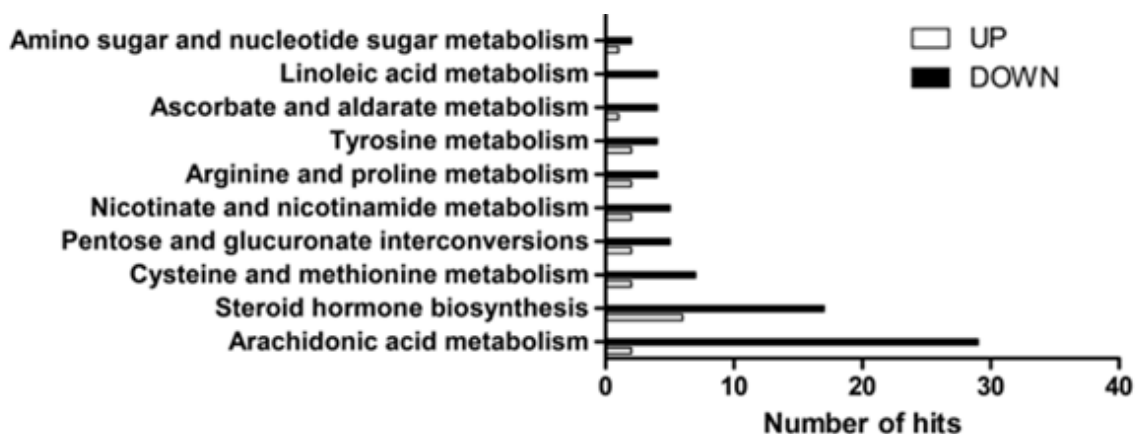 Amino sugar and nucleotide sugar metabolism
Linoleic acid metabolism
Ascorbate and aldarate metabolism
Tyrosine metabolism
Arginine and proline metabolism
Nicotinate and nicotinamide metabolism
Pentose and glucuronate interconversions
Cysteine and methionine metabolism
Steroid hormone biosynthesis
Arachidonic acid metabolism
UP
DOWN
0 10 20 30 40
Number of hits